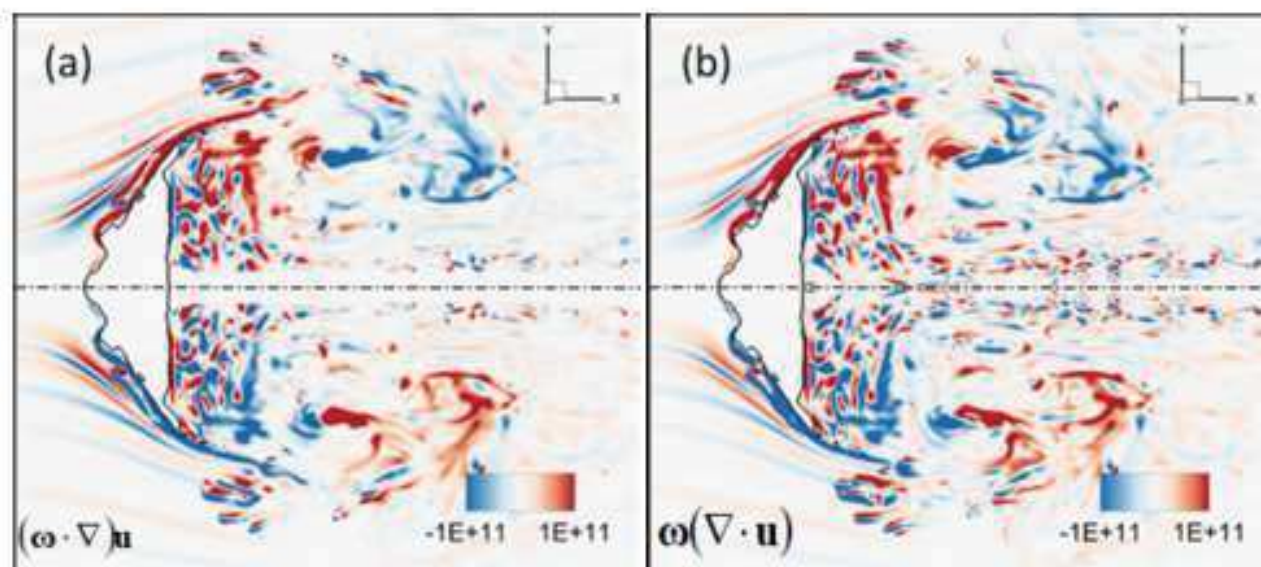 (a)
Y
X
(ω · ∇)u
-1E+11 1E+11
(b)
Y
X
ω(∇ · u)
-1E+11 1E+11